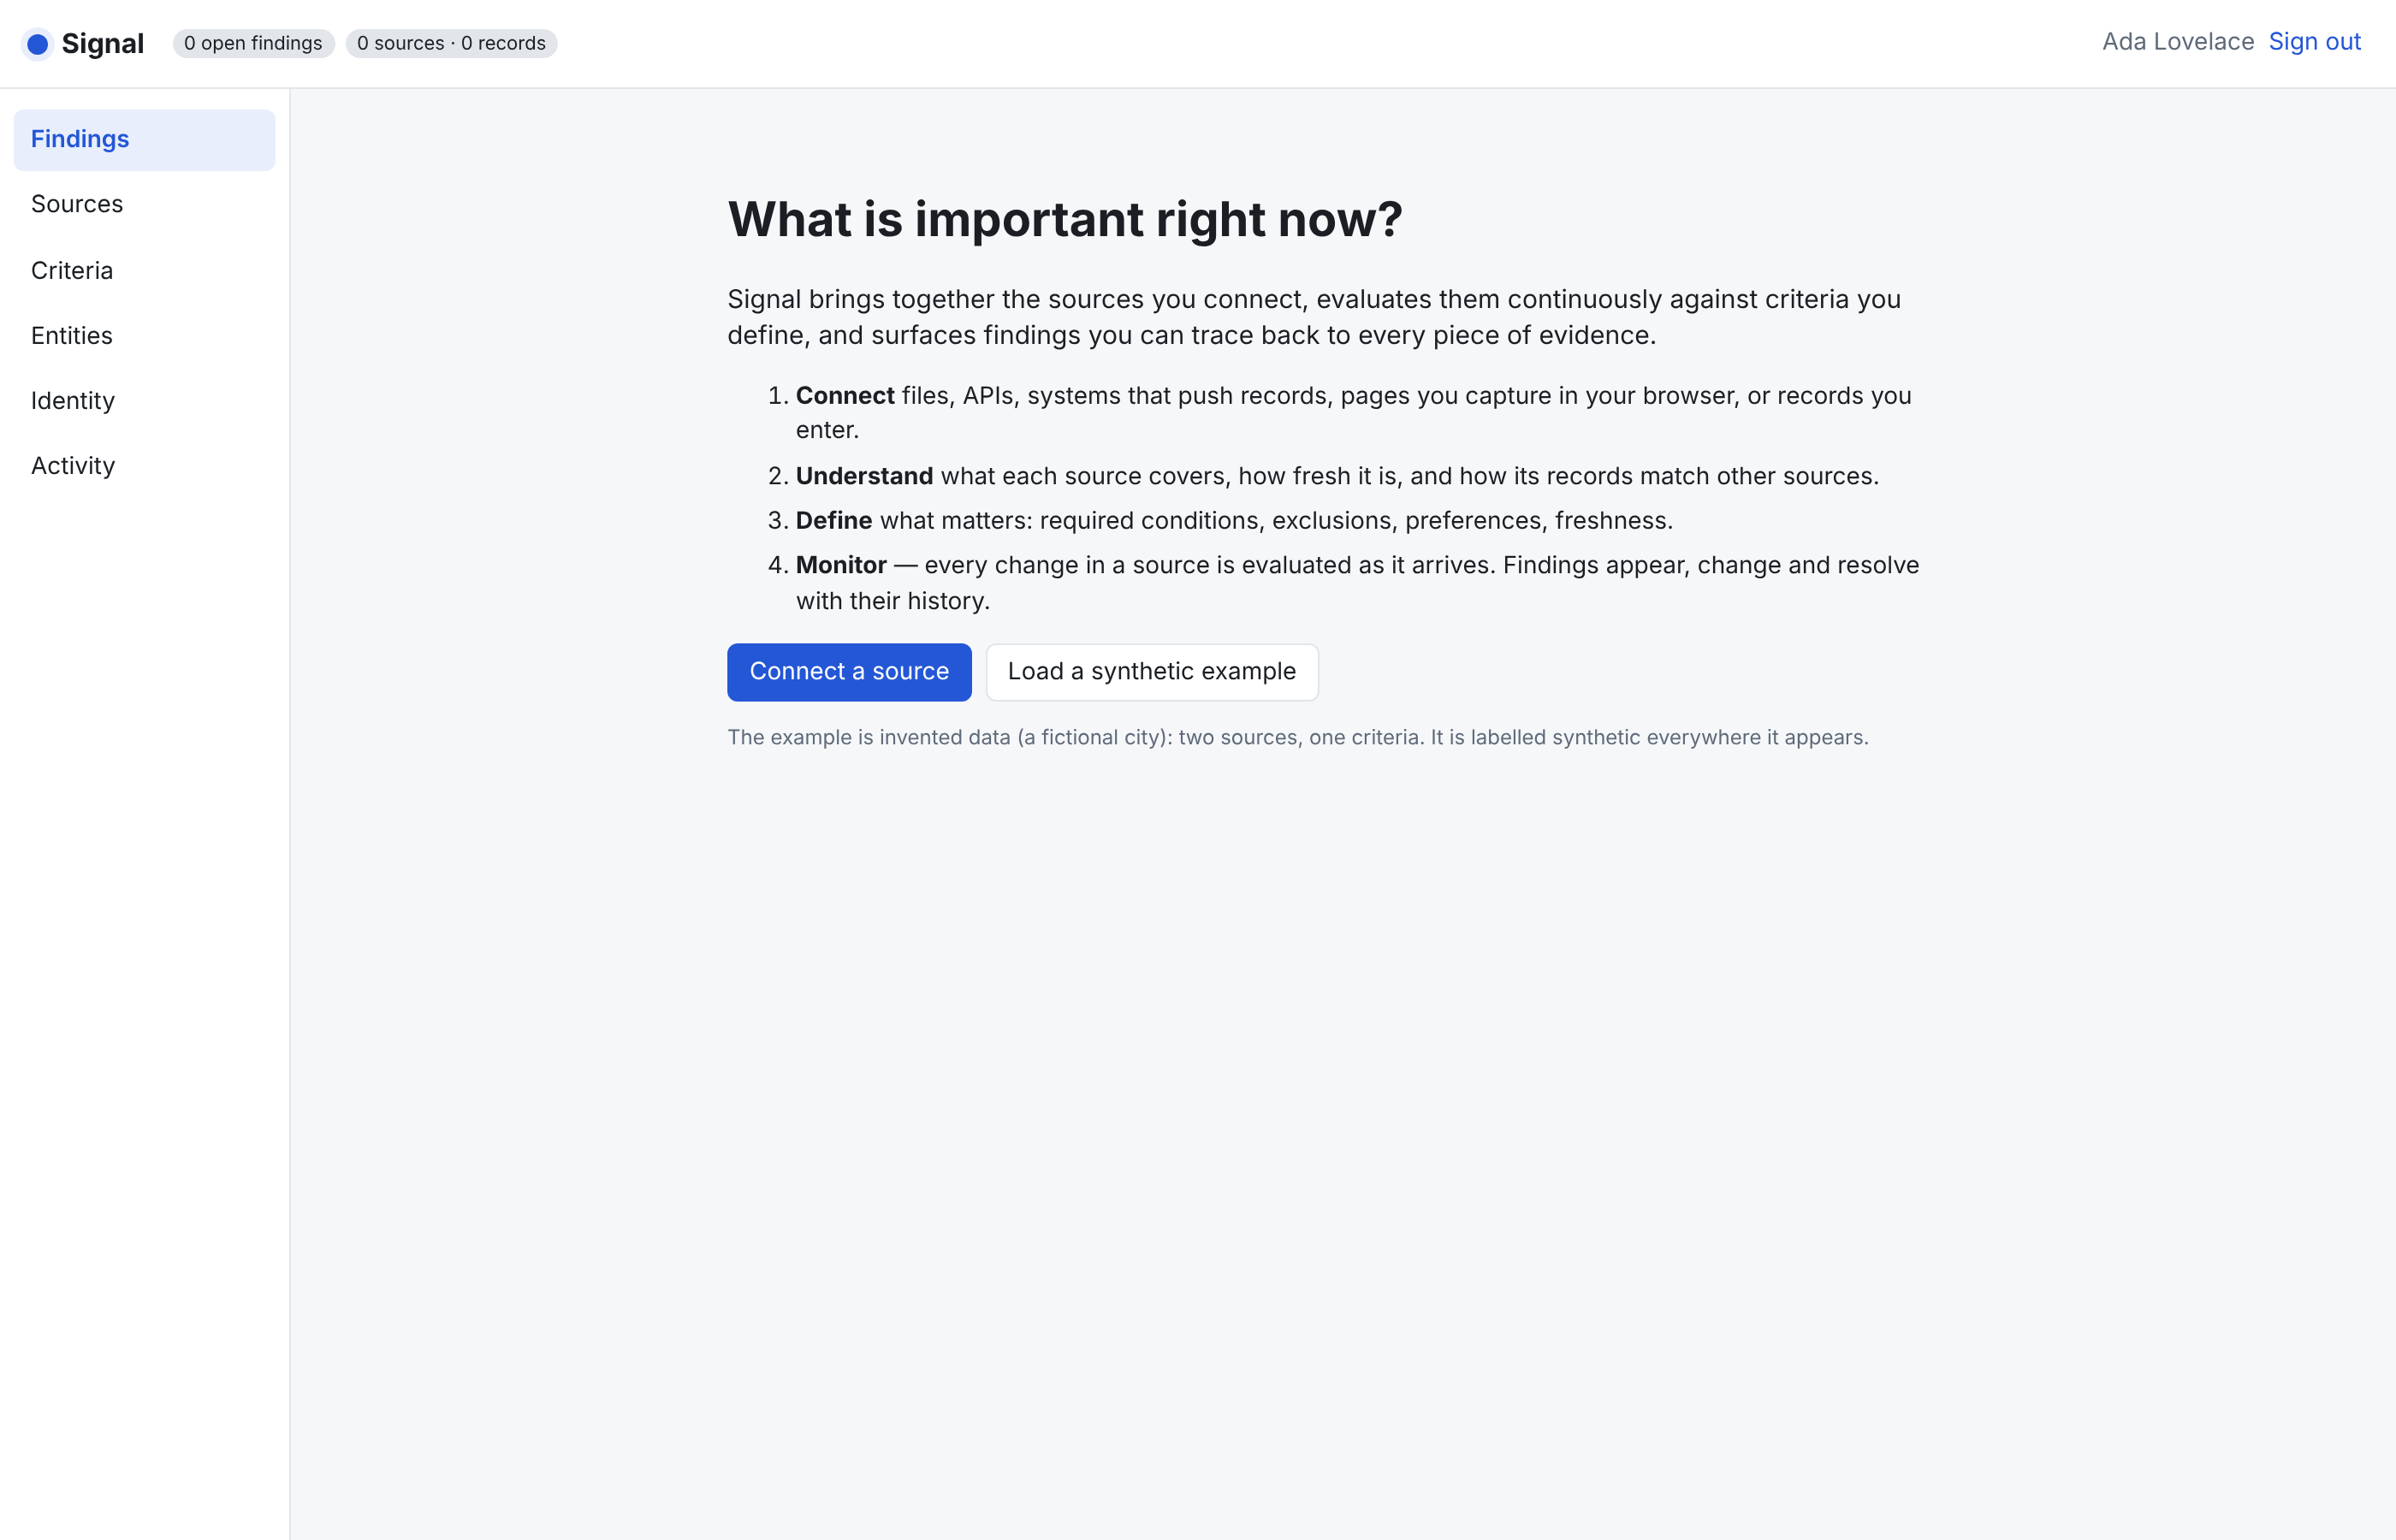 Signal
0 open findings
0 sources · 0 records
Ada Lovelace
Sign out
Findings
Sources
Criteria
Entities
Identity
Activity
What is important right now?
Signal brings together the sources you connect, evaluates them continuously against criteria you
define, and surfaces findings you can trace back to every piece of evidence.
1. Connect files, APIs, systems that push records, pages you capture in your browser, or records you
enter.
2. Understand what each source covers, how fresh it is, and how its records match other sources.
3. Define what matters: required conditions, exclusions, preferences, freshness.
4. Monitor — every change in a source is evaluated as it arrives. Findings appear, change and resolve
with their history.
Connect a source
Load a synthetic example
The example is invented data (a fictional city): two sources, one criteria. It is labelled synthetic everywhere it appears.